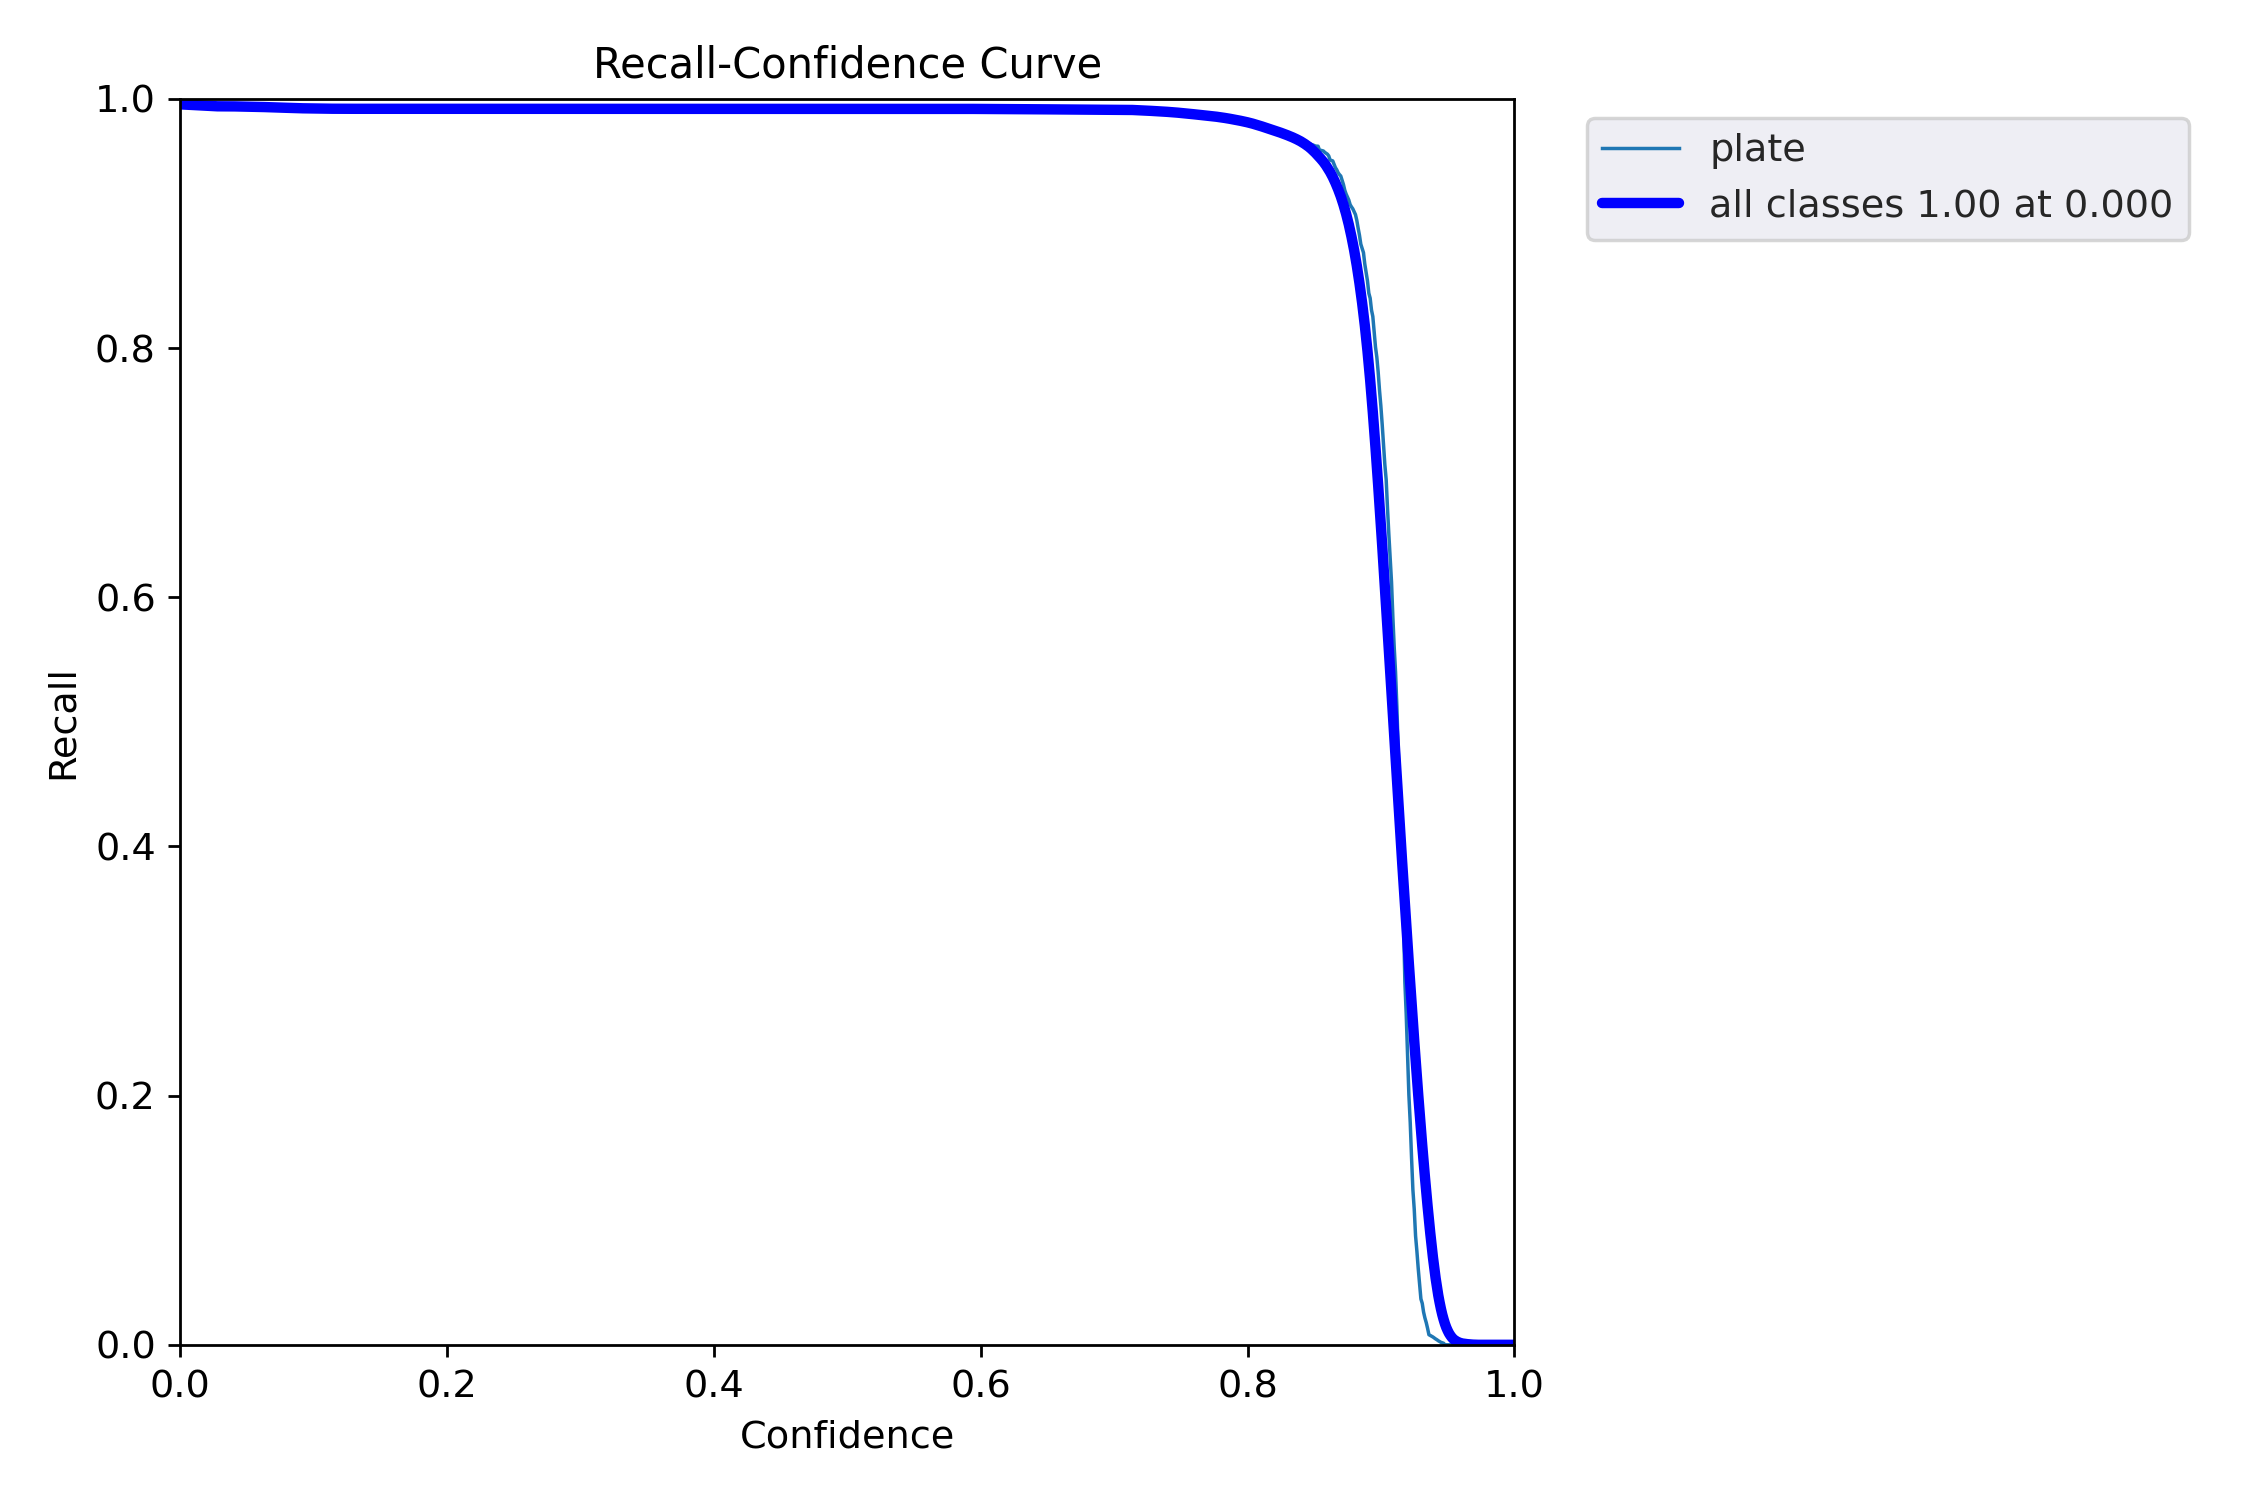 Recall-Confidence Curve
1.0
0.8
0.6
0.4
0.2
0.0
Recall
0.0 0.2 0.4 0.6 0.8 1.0
Confidence
plate
all classes 1.00 at 0.000